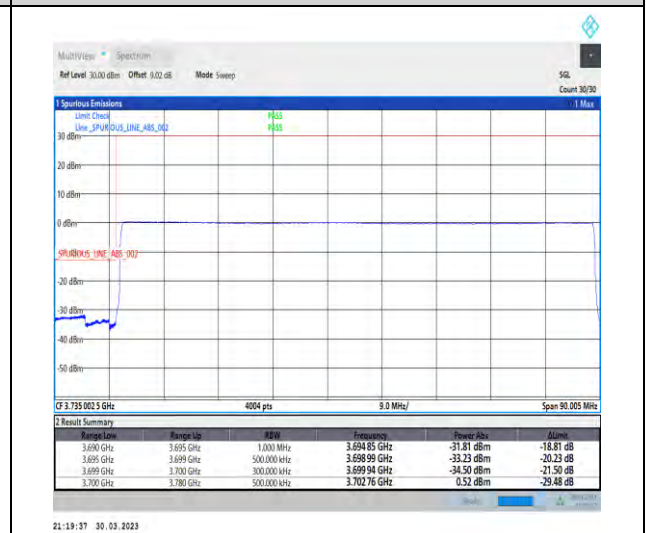 MultiView Spectrum
Ref Level 30.00 dBm Offset 9.02 dB Mode Sweep SGL
Count 30/30
1 Spurious Emissions 1 Max
Limit Check PASS
Line _SPURIOUS_LINE_ABS_002 PASS
30 dBm
20 dBm
10 dBm
0 dBm
_SPURIOUS_LINE_ABS_002
-20 dBm
-30 dBm
-40 dBm
-50 dBm
CF 3.735 002 5 GHz 4004 pts 9.0 MHz/ Span 90.005 MHz
2 Result Summary
Range Low Range Up RBW Frequency Power Abs ΔLimit
3.690 GHz 3.695 GHz 1.000 MHz 3.694 85 GHz -31.81 dBm -18.81 dB
3.695 GHz 3.699 GHz 500.000 kHz 3.698 99 GHz -33.23 dBm -20.23 dB
3.699 GHz 3.700 GHz 300.000 kHz 3.699 94 GHz -34.50 dBm -21.50 dB
3.700 GHz 3.780 GHz 500.000 kHz 3.702 76 GHz 0.52 dBm -29.48 dB
Ready
21:19:37 30.03.2023